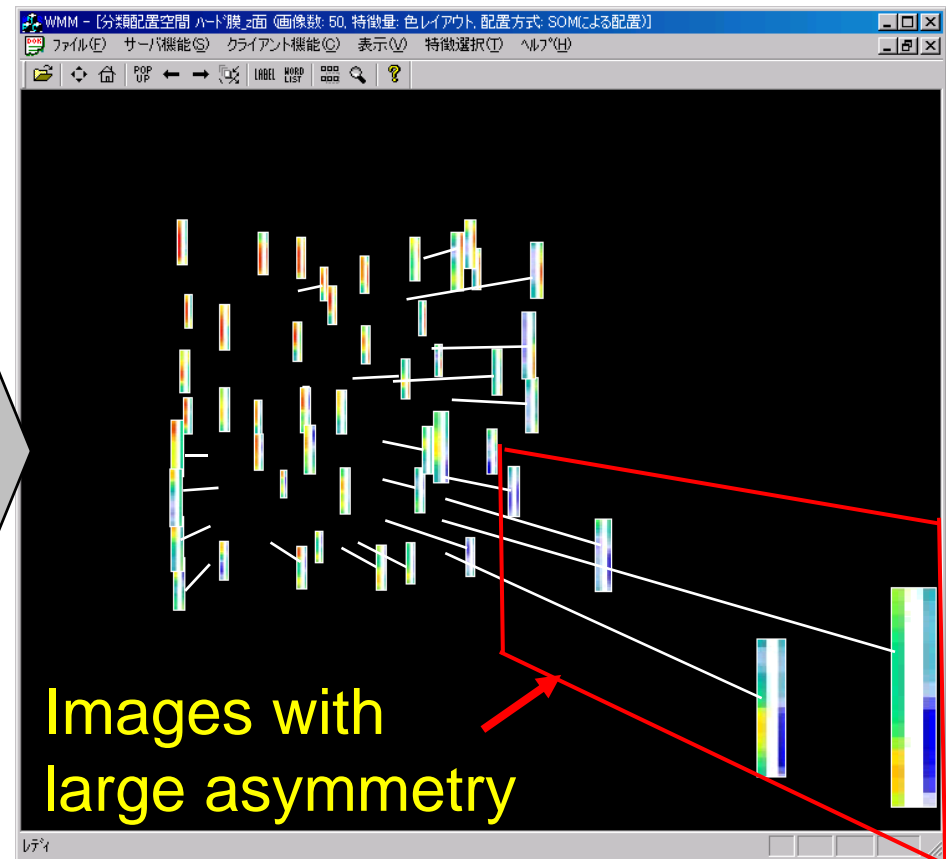 WMM - [分類配置空間 ハード膜_z面 (画像数: 50, 特徴量: 色レイアウト, 配置方式: SOMによる配置)]
ファイル(F) サーバ機能(S) クライアント機能(C) 表示(V) 特徴選択(T) ヘルプ(H)
POP UP LABEL WORD LIST
Images with
large asymmetry
レディ